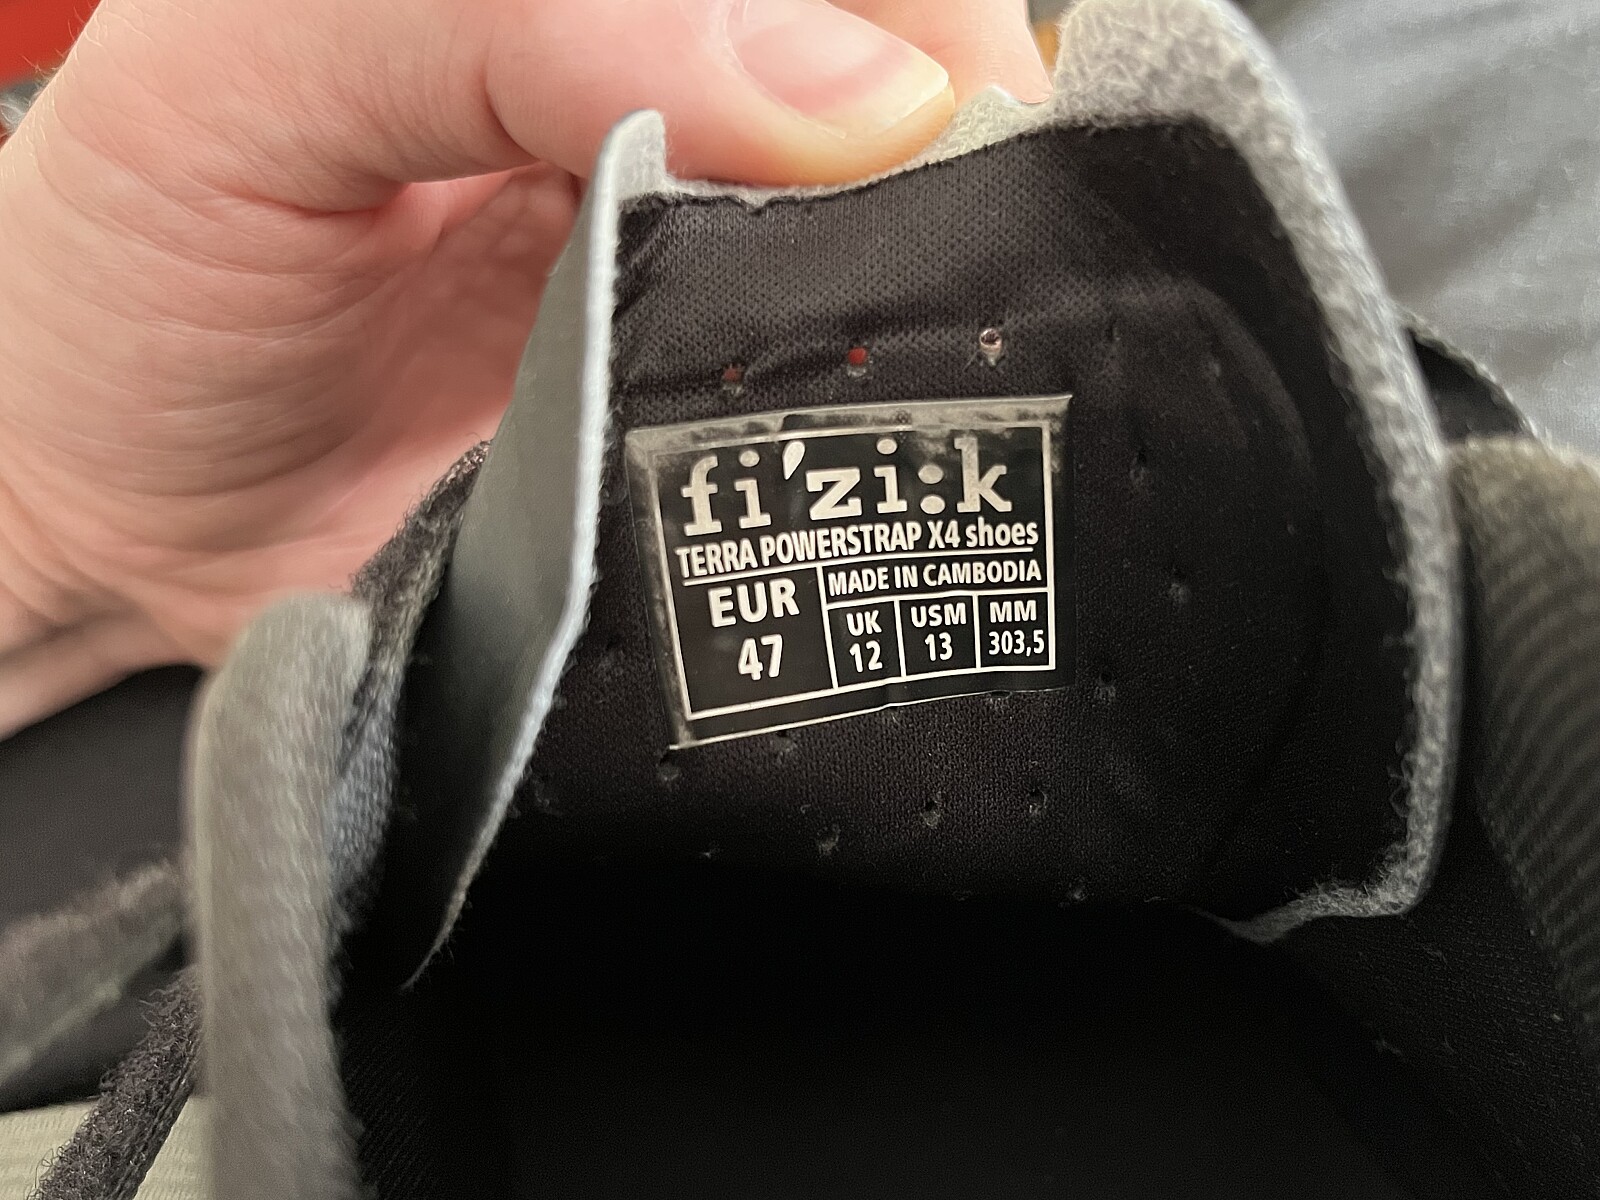 fi'zi:k
TERRA POWERSTRAP X4 shoes
EUR
47
MADE IN CAMBODIA
UK
12
USM
13
MM
303,5